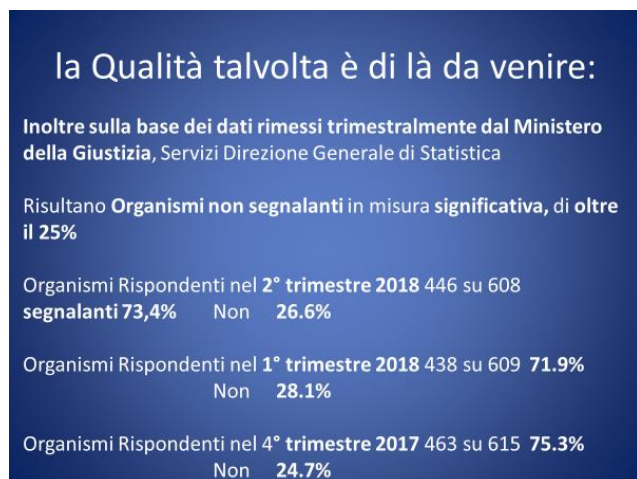 la Qualità talvolta è di là da venire:
Inoltre sulla base dei dati rimessi trimestralmente dal Ministero
della Giustizia, Servizi Direzione Generale di Statistica
Risultano Organismi non segnalanti in misura significativa, di oltre
il 25%
Organismi Rispondenti nel 2° trimestre 2018 446 su 608
segnalanti 73,4% Non 26.6%
Organismi Rispondenti nel 1° trimestre 2018 438 su 609 71.9%
Non 28.1%
Organismi Rispondenti nel 4° trimestre 2017 463 su 615 75.3%
Non 24.7%